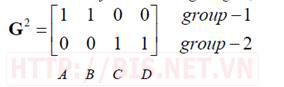 G² = [1 1 0 0] group-1
[0 0 1 1] group-2
A B C D
HTTP://BIS.NET.VN